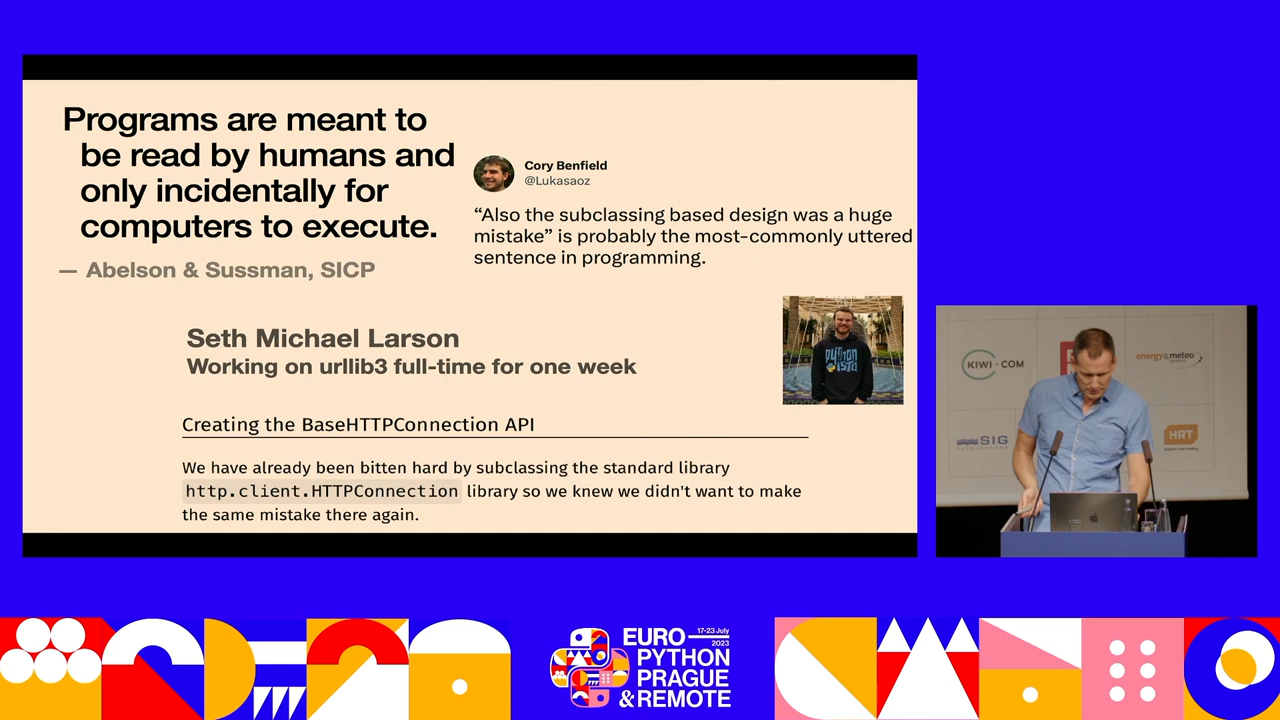 Programs are meant to
be read by humans and
only incidentally for
computers to execute.
— Abelson & Sussman, SICP
Cory Benfield
@Lukasaoz
“Also the subclassing based design was a huge
mistake” is probably the most-commonly uttered
sentence in programming.
Seth Michael Larson
Working on urllib3 full-time for one week
Creating the BaseHTTPConnection API
We have already been bitten hard by subclassing the standard library
http.client.HTTPConnection library so we knew we didn't want to make
the same mistake there again.
python
ista
KIWI.COM
energy & meteo
systems
SIG
HRT
EURO
17-23 July
2023
PYTHON
PRAGUE
& REMOTE